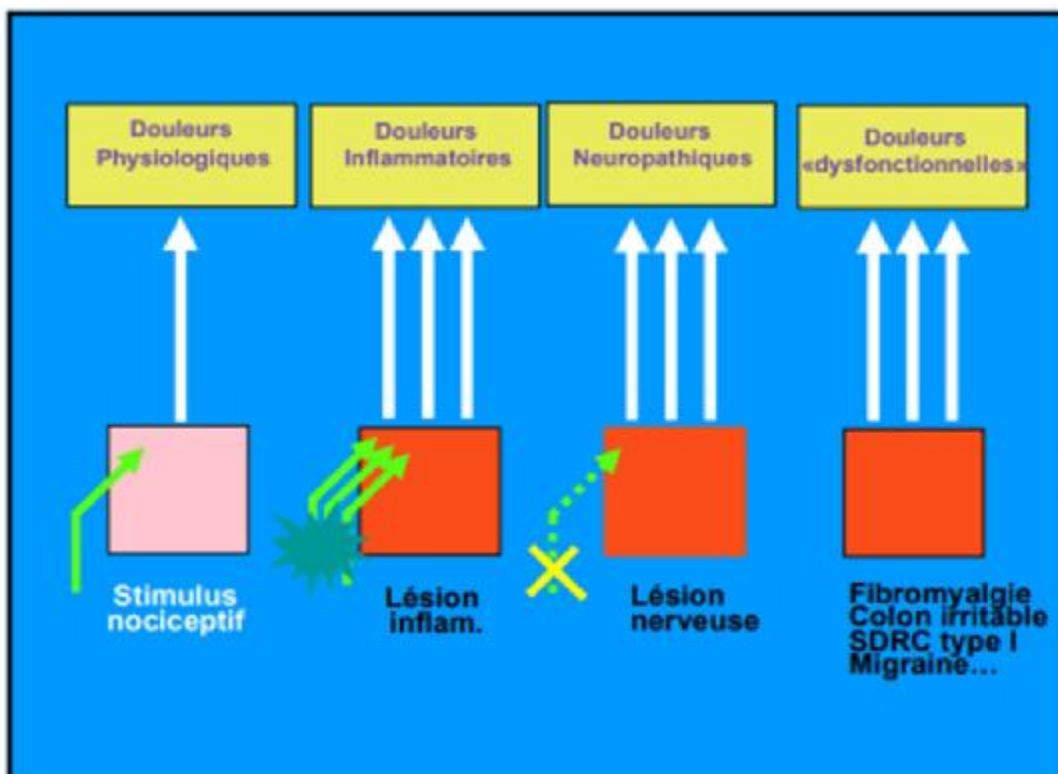 Douleurs
Physiologiques
Douleurs
Inflammatoires
Douleurs
Neuropathiques
Douleurs
«dysfonctionnelles»
Stimulus
nociceptif
Lésion
inflam.
Lésion
nerveuse
Fibromyalgie
Colon irritable
SDRC type I
Migraine...